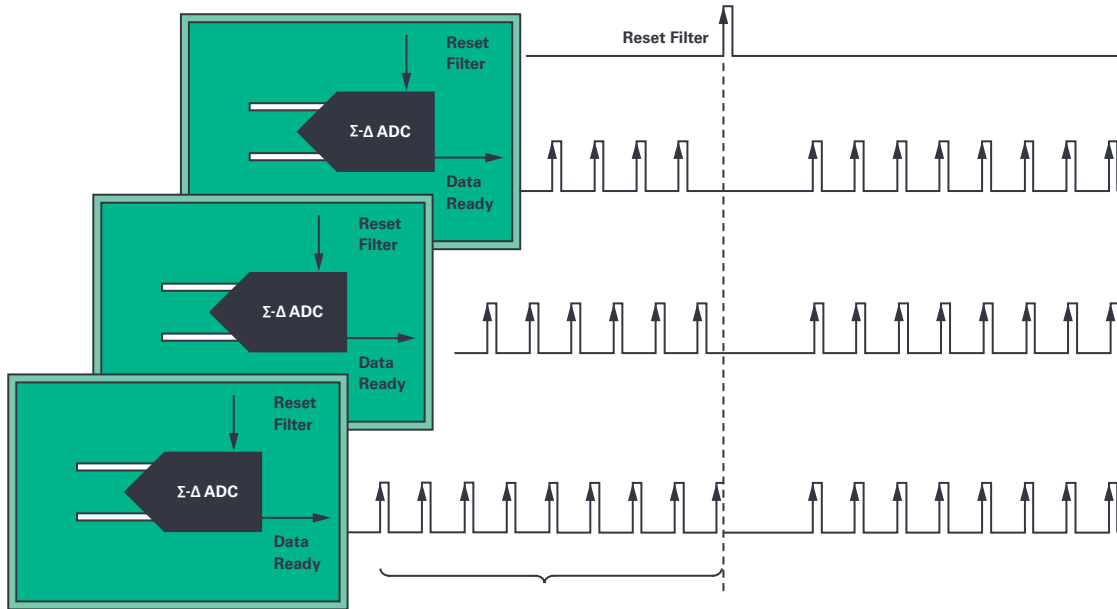 Reset Filter
Reset
Filter
Σ-Δ ADC
Data
Ready
Reset
Filter
Σ-Δ ADC
Data
Ready
Reset
Filter
Σ-Δ ADC
Data
Ready